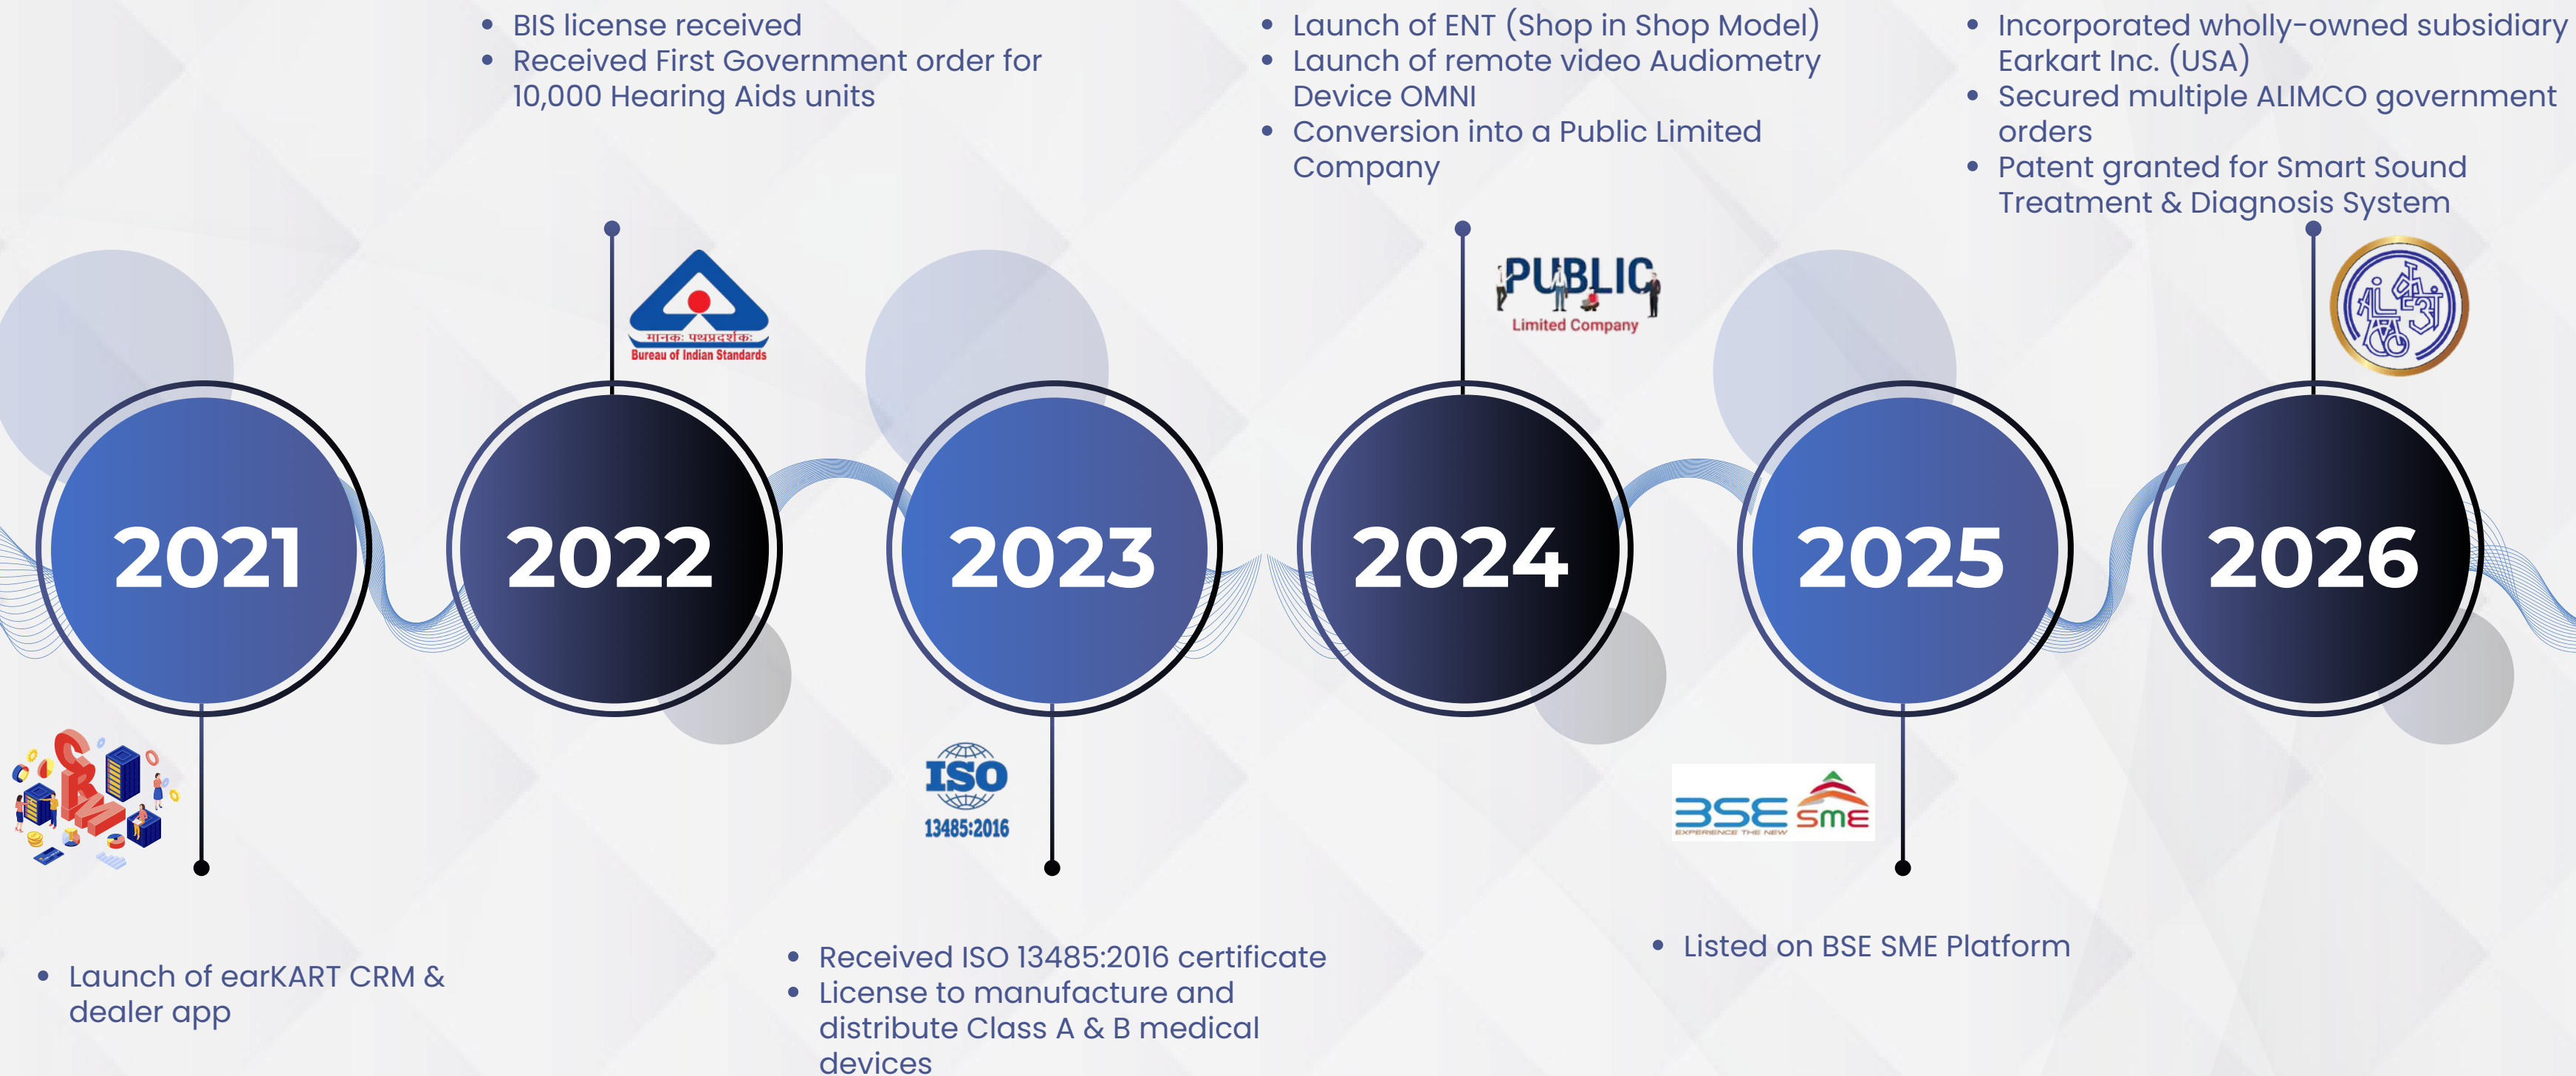 BIS license received
Received First Government order for
10,000 Hearing Aids units
Launch of ENT (Shop in Shop Model)
Launch of remote video Audiometry
Device OMNI
Conversion into a Public Limited
Company
Incorporated wholly-owned subsidiary
Earkart Inc. (USA)
Secured multiple ALIMCO government
orders
Patent granted for Smart Sound
Treatment & Diagnosis System
मानकः पथप्रदर्शकः
Bureau of Indian Standards
PUBLIC
Limited Company
ALIMCO
एलिमको
2021
2022
2023
2024
2025
2026
CRM
ISO
13485:2016
BSE
EXPERIENCE THE NEW
SME
Launch of earKART CRM &
dealer app
Received ISO 13485:2016 certificate
License to manufacture and
distribute Class A & B medical
devices
Listed on BSE SME Platform